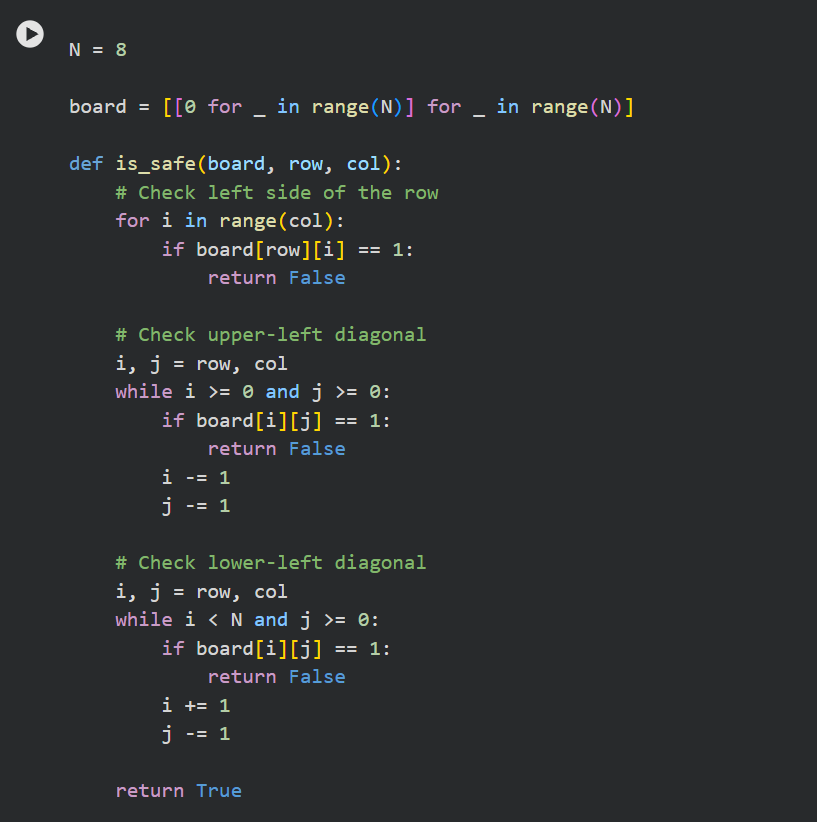 N = 8
board = [[0 for _ in range(N)] for _ in range(N)]
def is_safe(board, row, col):
    # Check left side of the row
    for i in range(col):
        if board[row][i] == 1:
            return False
    # Check upper-left diagonal
    i, j = row, col
    while i >= 0 and j >= 0:
        if board[i][j] == 1:
            return False
        i -= 1
        j -= 1
    # Check lower-left diagonal
    i, j = row, col
    while i < N and j >= 0:
        if board[i][j] == 1:
            return False
        i += 1
        j -= 1
    return True